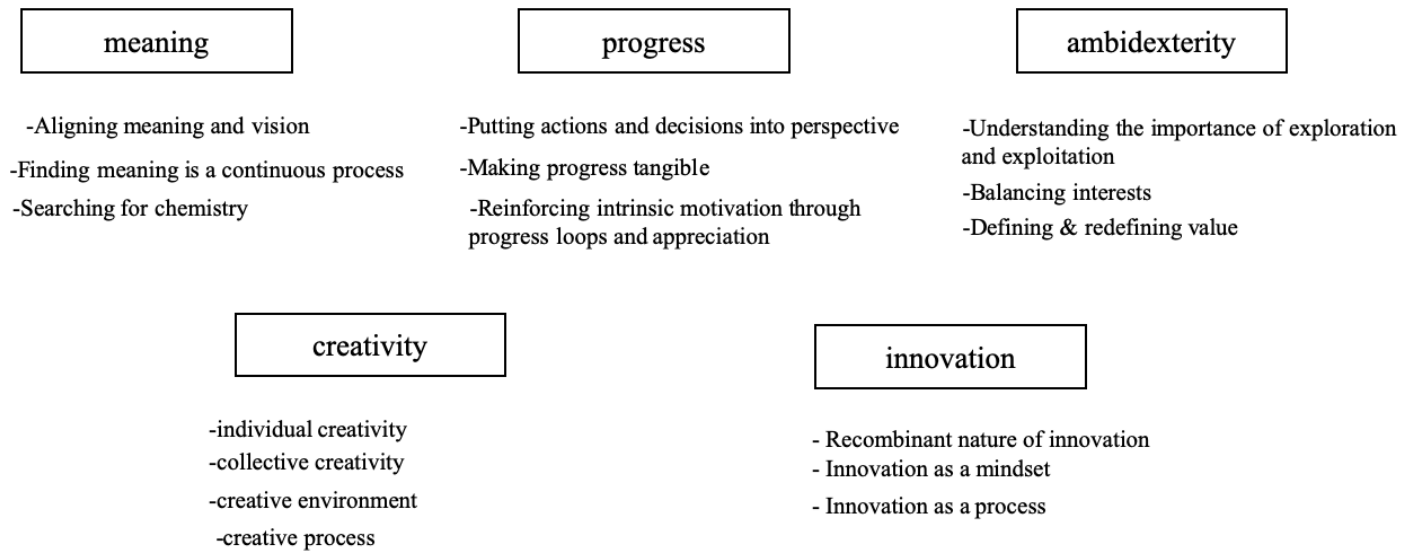 meaning
-Aligning meaning and vision
-Finding meaning is a continuous process
-Searching for chemistry
progress
-Putting actions and decisions into perspective
-Making progress tangible
-Reinforcing intrinsic motivation through
progress loops and appreciation
ambidexterity
-Understanding the importance of exploration
and exploitation
-Balancing interests
-Defining & redefining value
creativity
-individual creativity
-collective creativity
-creative environment
-creative process
innovation
- Recombinant nature of innovation
- Innovation as a mindset
- Innovation as a process